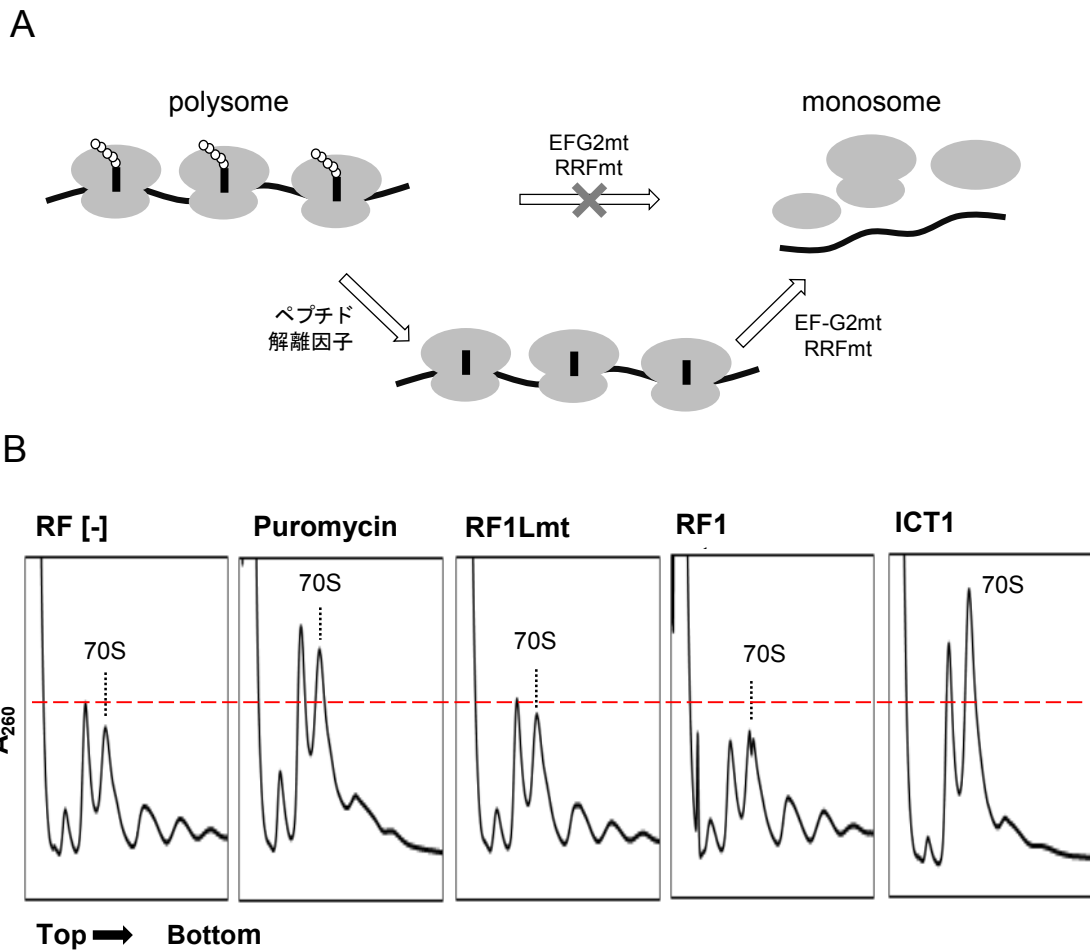 A
polysome
monosome
EFG2mt
RRFmt
ペプチド
解離因子
EF-G2mt
RRFmt
B
RF [-]
Puromycin
RF1Lmt
RF1
ICT1
70S
70S
70S
70S
70S
A260
Top
Bottom